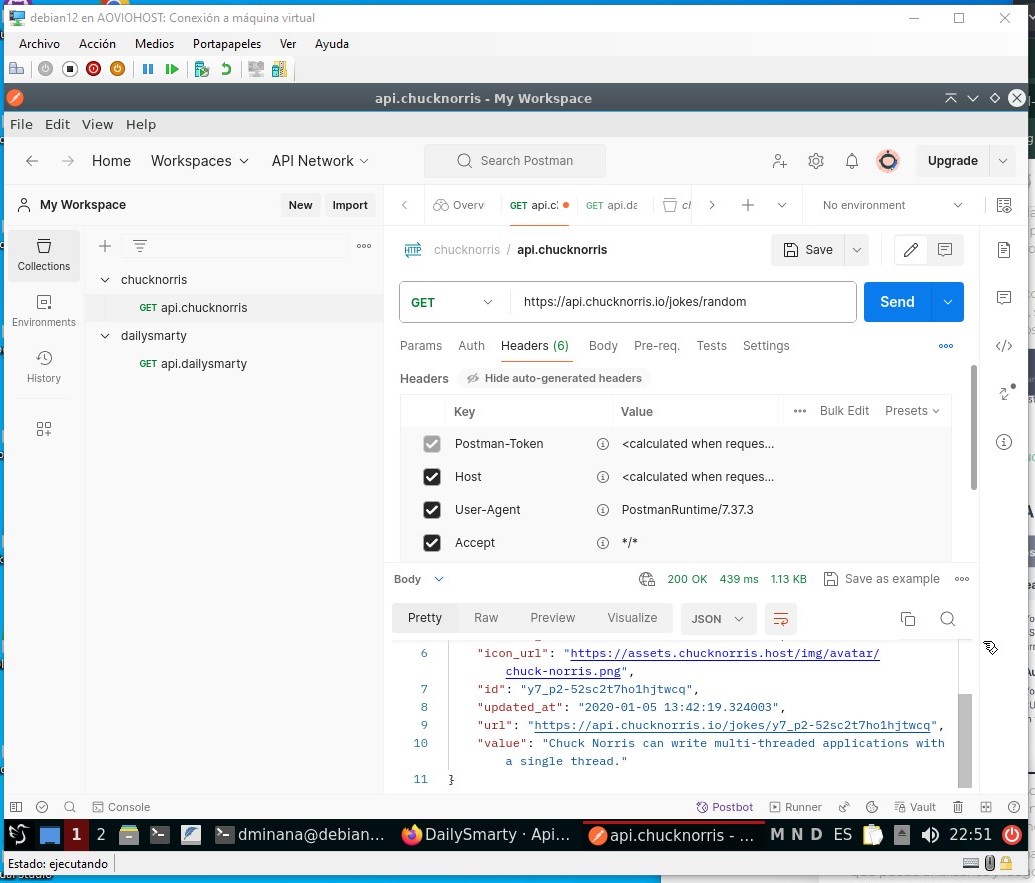 debian12 en AOVIOHOST: Conexión a máquina virtual
Archivo Acción Medios Portapapeles Ver Ayuda
api.chucknorris - My Workspace
File Edit View Help
Home Workspaces API Network Search Postman Upgrade
My Workspace New Import Overv GET api.c GET api.da ch No environment
Collections
chucknorris / api.chucknorris Save
chucknorris
GET api.chucknorris
GET https://api.chucknorris.io/jokes/random Send
Environments
dailysmarty
GET api.dailysmarty
Params Auth Headers (6) Body Pre-req. Tests Settings
History
Headers Hide auto-generated headers
Key Value Bulk Edit Presets
Postman-Token <calculated when reques...
Host <calculated when reques...
User-Agent PostmanRuntime/7.37.3
Accept */*
Body 200 OK 439 ms 1.13 KB Save as example
Pretty Raw Preview Visualize JSON
6 "icon_url": "https://assets.chucknorris.host/img/avatar/
chuck-norris.png",
7 "id": "y7_p2-52sc2t7ho1hjtwcq",
8 "updated_at": "2020-01-05 13:42:19.324003",
9 "url": "https://api.chucknorris.io/jokes/y7_p2-52sc2t7ho1hjtwcq",
10 "value": "Chuck Norris can write multi-threaded applications with
a single thread."
11 }
Console Postbot Runner Vault
1 2 dminana@debian... DailySmarty · Api... api.chucknorris - ... M N D ES 22:51
Estado: ejecutando